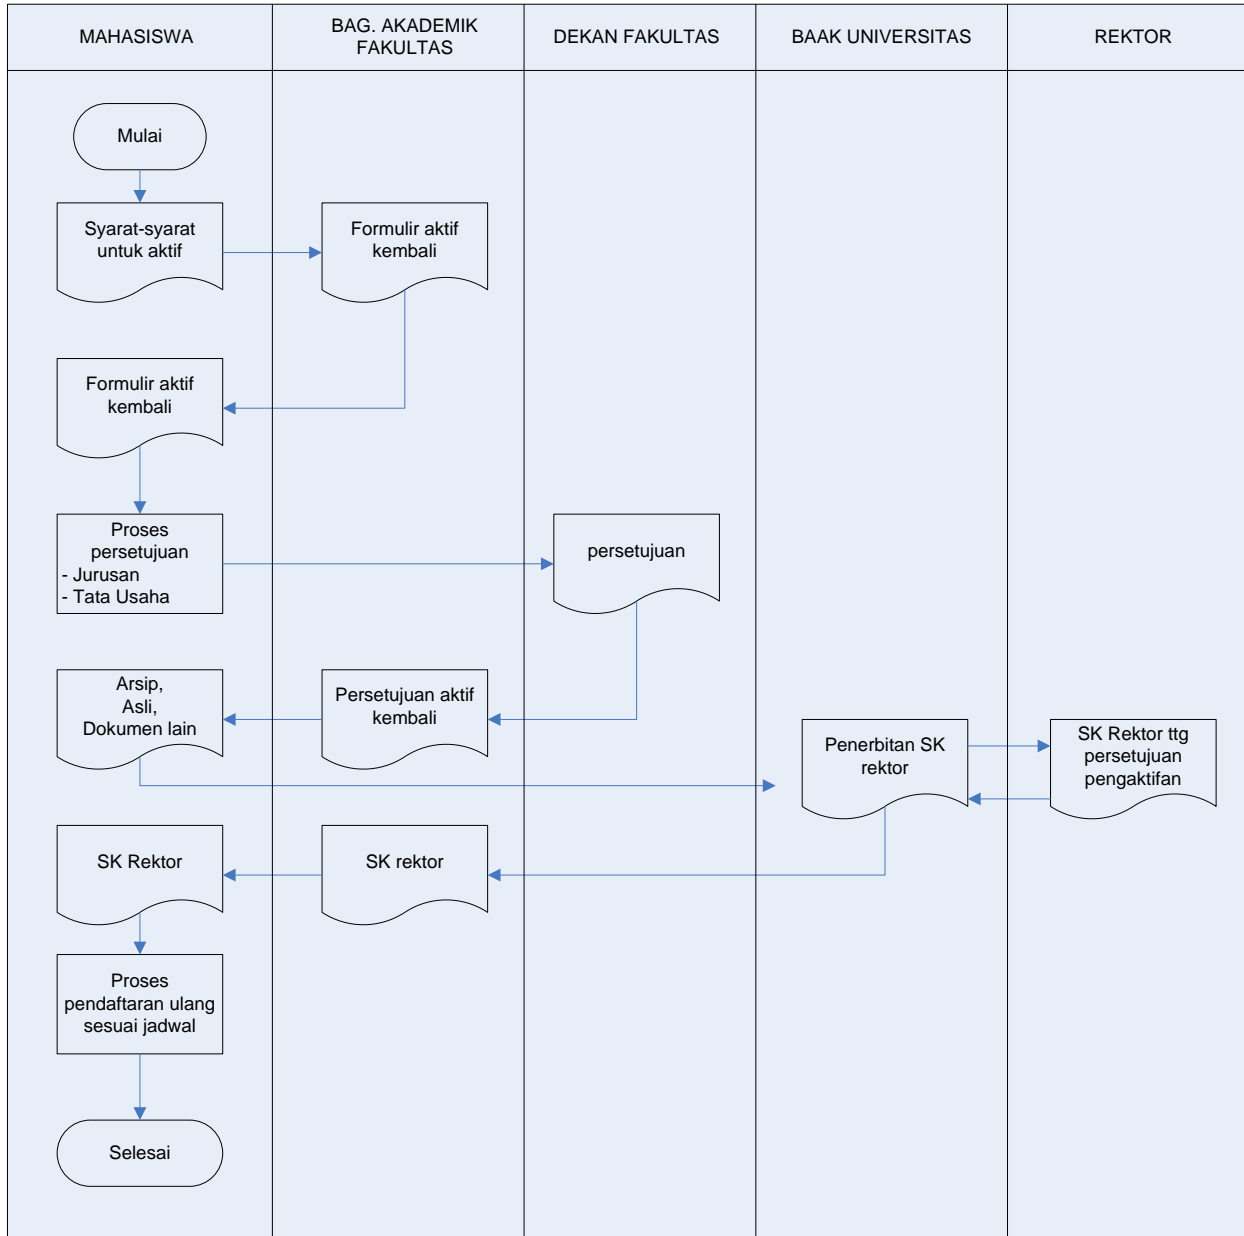 MAHASISWA
BAG. AKADEMIK
FAKULTAS
DEKAN FAKULTAS
BAAK UNIVERSITAS
REKTOR
Mulai
Syarat-syarat
untuk aktif
Formulir aktif
kembali
Formulir aktif
kembali
Proses
persetujuan
- Jurusan
- Tata Usaha
persetujuan
Arsip,
Asli,
Dokumen lain
Persetujuan aktif
kembali
Penerbitan SK
rektor
SK Rektor ttg
persetujuan
pengaktifan
SK Rektor
SK rektor
Proses
pendaftaran ulang
sesuai jadwal
Selesai